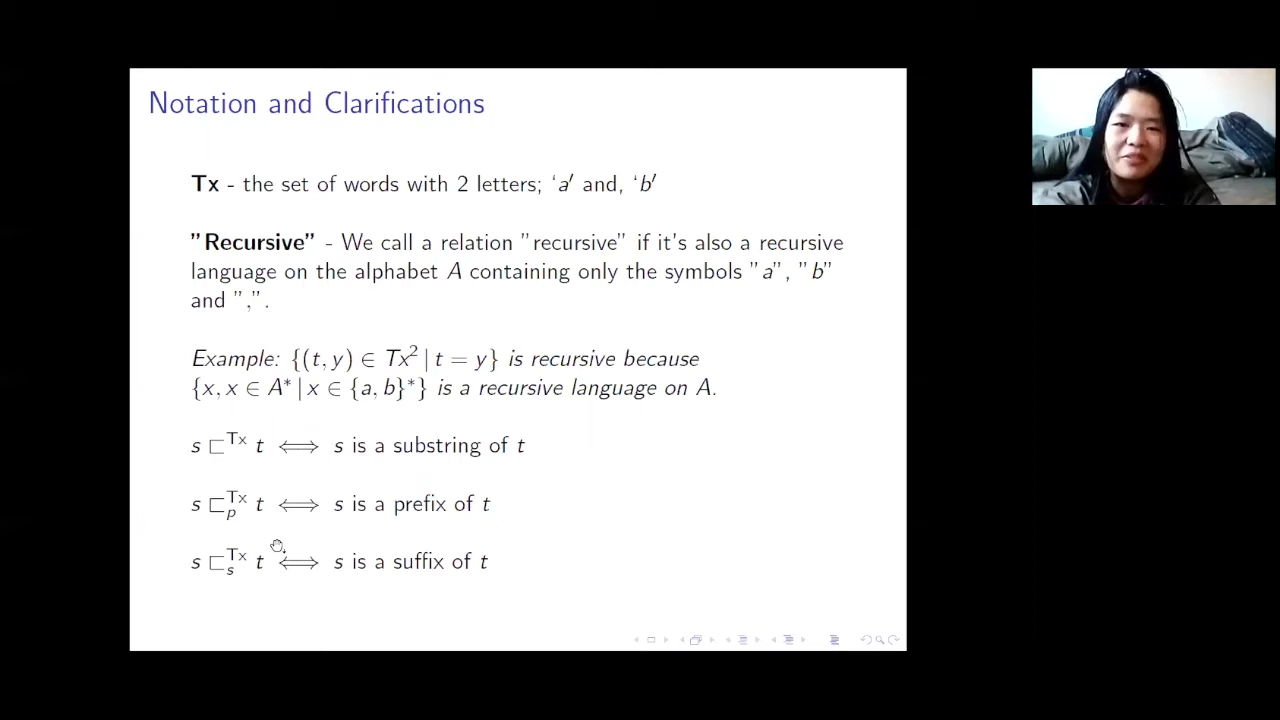 Notation and Clarifications
Tx - the set of words with 2 letters; ‘a′ and, ‘b′
”Recursive” - We call a relation ”recursive” if it's also a recursive
language on the alphabet A containing only the symbols ”a”, ”b”
and ”,”.
Example: {(t, y) ∈ Tx² | t = y} is recursive because
{x, x ∈ A* | x ∈ {a, b}*} is a recursive language on A.
s ⊏^Tx t ⟺ s is a substring of t
s ⊏_p^Tx t ⟺ s is a prefix of t
s ⊏_s^Tx t ⟺ s is a suffix of t